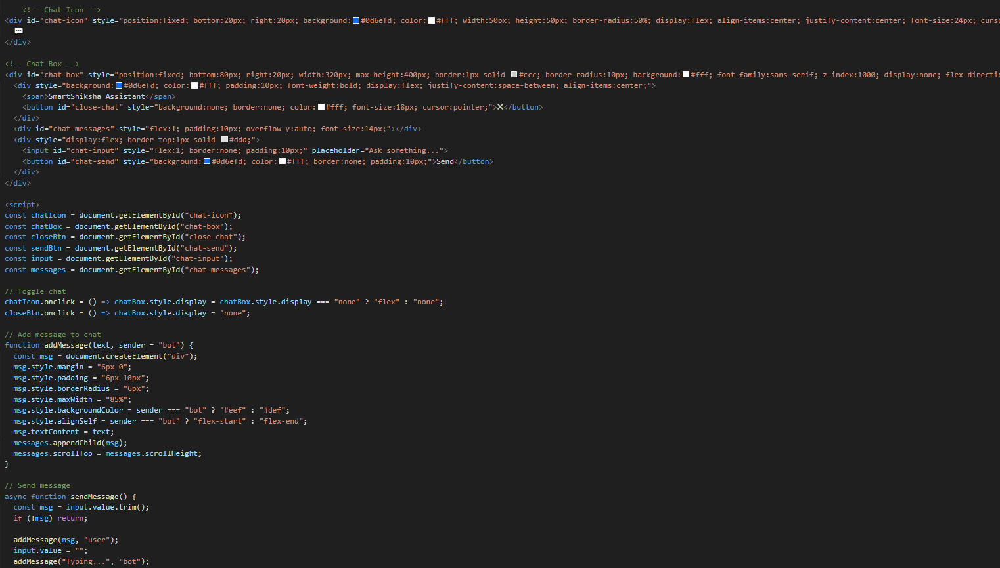 <!-- Chat Icon -->
<div id="chat-icon" style="position:fixed; bottom:20px; right:20px; background:#0d6efd; color:#fff; width:50px; height:50px; border-radius:50%; display:flex; align-items:center; justify-content:center; font-size:24px; curso
💬
</div>
<!-- Chat Box -->
<div id="chat-box" style="position:fixed; bottom:80px; right:20px; width:320px; max-height:400px; border:1px solid #ccc; border-radius:10px; background:#fff; font-family:sans-serif; z-index:1000; display:none; flex-directio
<div style="background:#0d6efd; color:#fff; padding:10px; font-weight:bold; display:flex; justify-content:space-between; align-items:center;">
<span>SmartShiksha Assistant</span>
<button id="close-chat" style="background:none; border:none; color:#fff; font-size:18px; cursor:pointer;">❌</button>
</div>
<div id="chat-messages" style="flex:1; padding:10px; overflow-y:auto; font-size:14px;"></div>
<div style="display:flex; border-top:1px solid #ddd;">
<input id="chat-input" style="flex:1; border:none; padding:10px;" placeholder="Ask something...">
<button id="chat-send" style="background:#0d6efd; color:#fff; border:none; padding:10px;">Send</button>
</div>
</div>
<script>
const chatIcon = document.getElementById("chat-icon");
const chatBox = document.getElementById("chat-box");
const closeBtn = document.getElementById("close-chat");
const sendBtn = document.getElementById("chat-send");
const input = document.getElementById("chat-input");
const messages = document.getElementById("chat-messages");
// Toggle chat
chatIcon.onclick = () => chatBox.style.display = chatBox.style.display === "none" ? "flex" : "none";
closeBtn.onclick = () => chatBox.style.display = "none";
// Add message to chat
function addMessage(text, sender = "bot") {
const msg = document.createElement("div");
msg.style.margin = "6px 0";
msg.style.padding = "6px 10px";
msg.style.borderRadius = "6px";
msg.style.maxWidth = "85%";
msg.style.backgroundColor = sender === "bot" ? "#eef" : "#def";
msg.style.alignSelf = sender === "bot" ? "flex-start" : "flex-end";
msg.textContent = text;
messages.appendChild(msg);
messages.scrollTop = messages.scrollHeight;
}
// Send message
async function sendMessage() {
const msg = input.value.trim();
if (!msg) return;
addMessage(msg, "user");
input.value = "";
addMessage("Typing...", "bot");